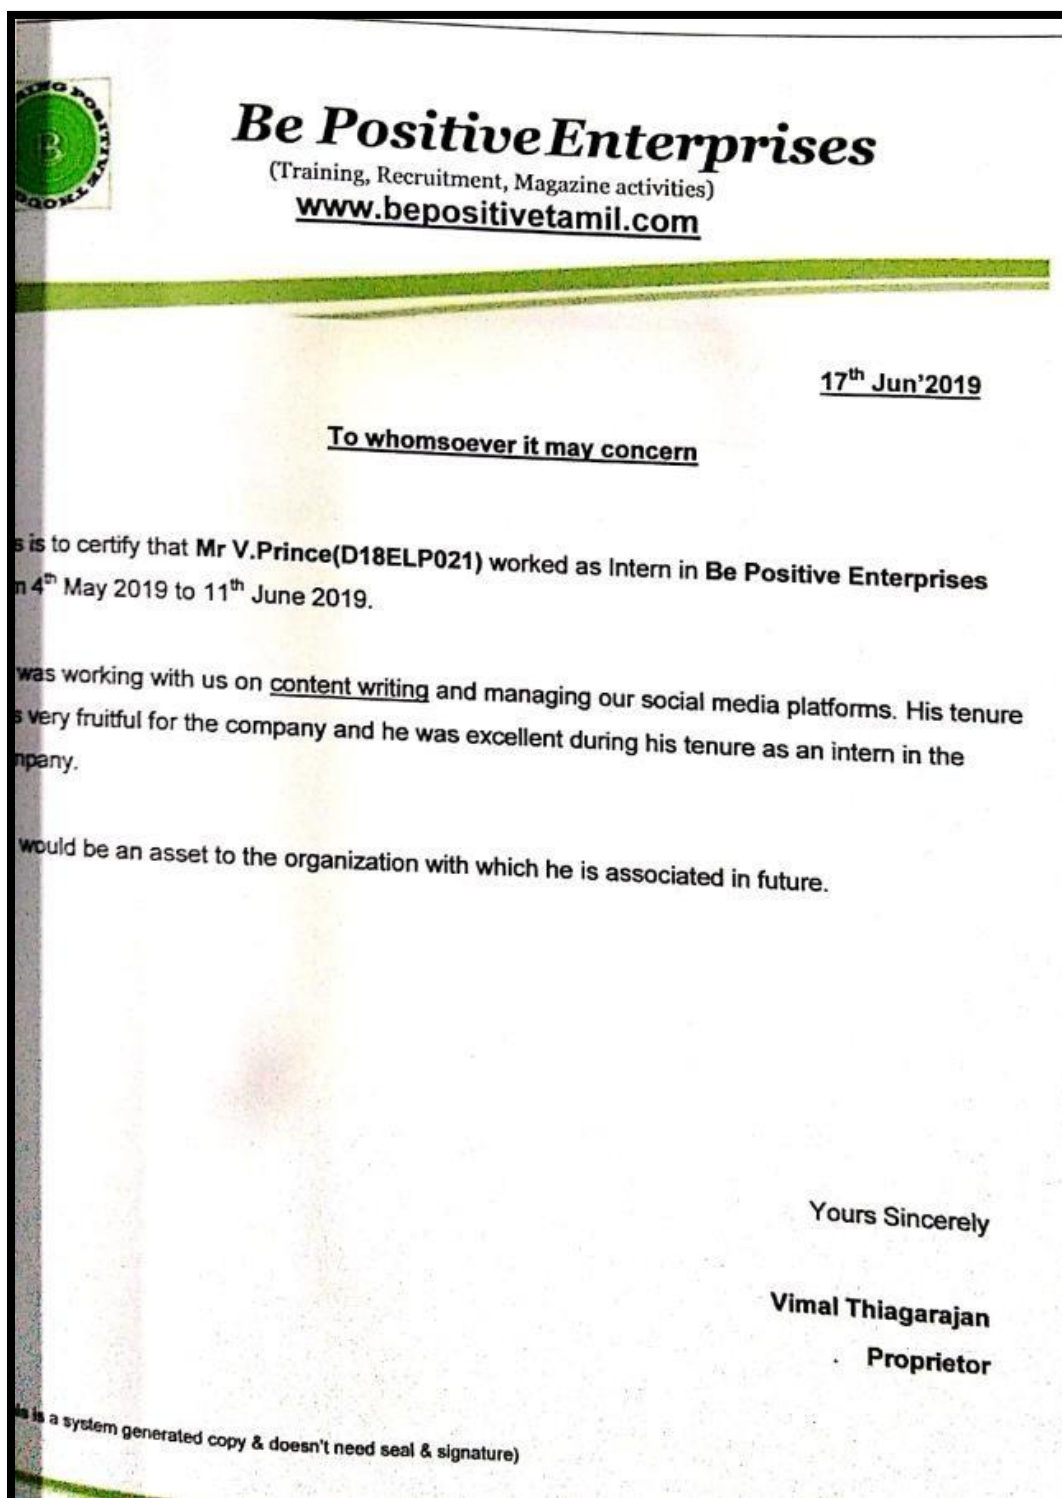 B
Be Positive Enterprises
(Training, Recruitment, Magazine activities)
www.bepositivetamil.com
17th Jun'2019
To whomsoever it may concern
s is to certify that Mr V.Prince(D18ELP021) worked as Intern in Be Positive Enterprises
n 4th May 2019 to 11th June 2019.
was working with us on content writing and managing our social media platforms. His tenure
s very fruitful for the company and he was excellent during his tenure as an intern in the
npany.
would be an asset to the organization with which he is associated in future.
Yours Sincerely
Vimal Thiagarajan
Proprietor
is is a system generated copy & doesn't need seal & signature)